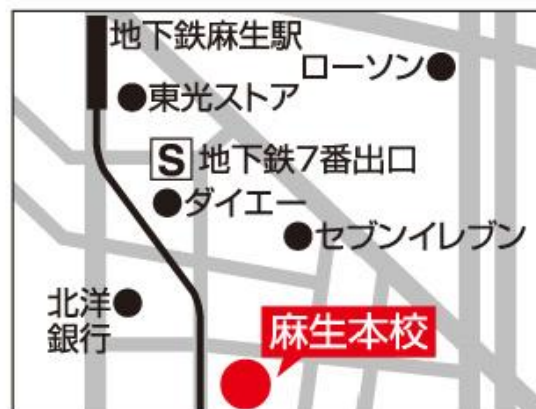 地下鉄麻生駅
ローソン
東光ストア
S 地下鉄7番出口
ダイエー
セブンイレブン
北洋
銀行
麻生本校